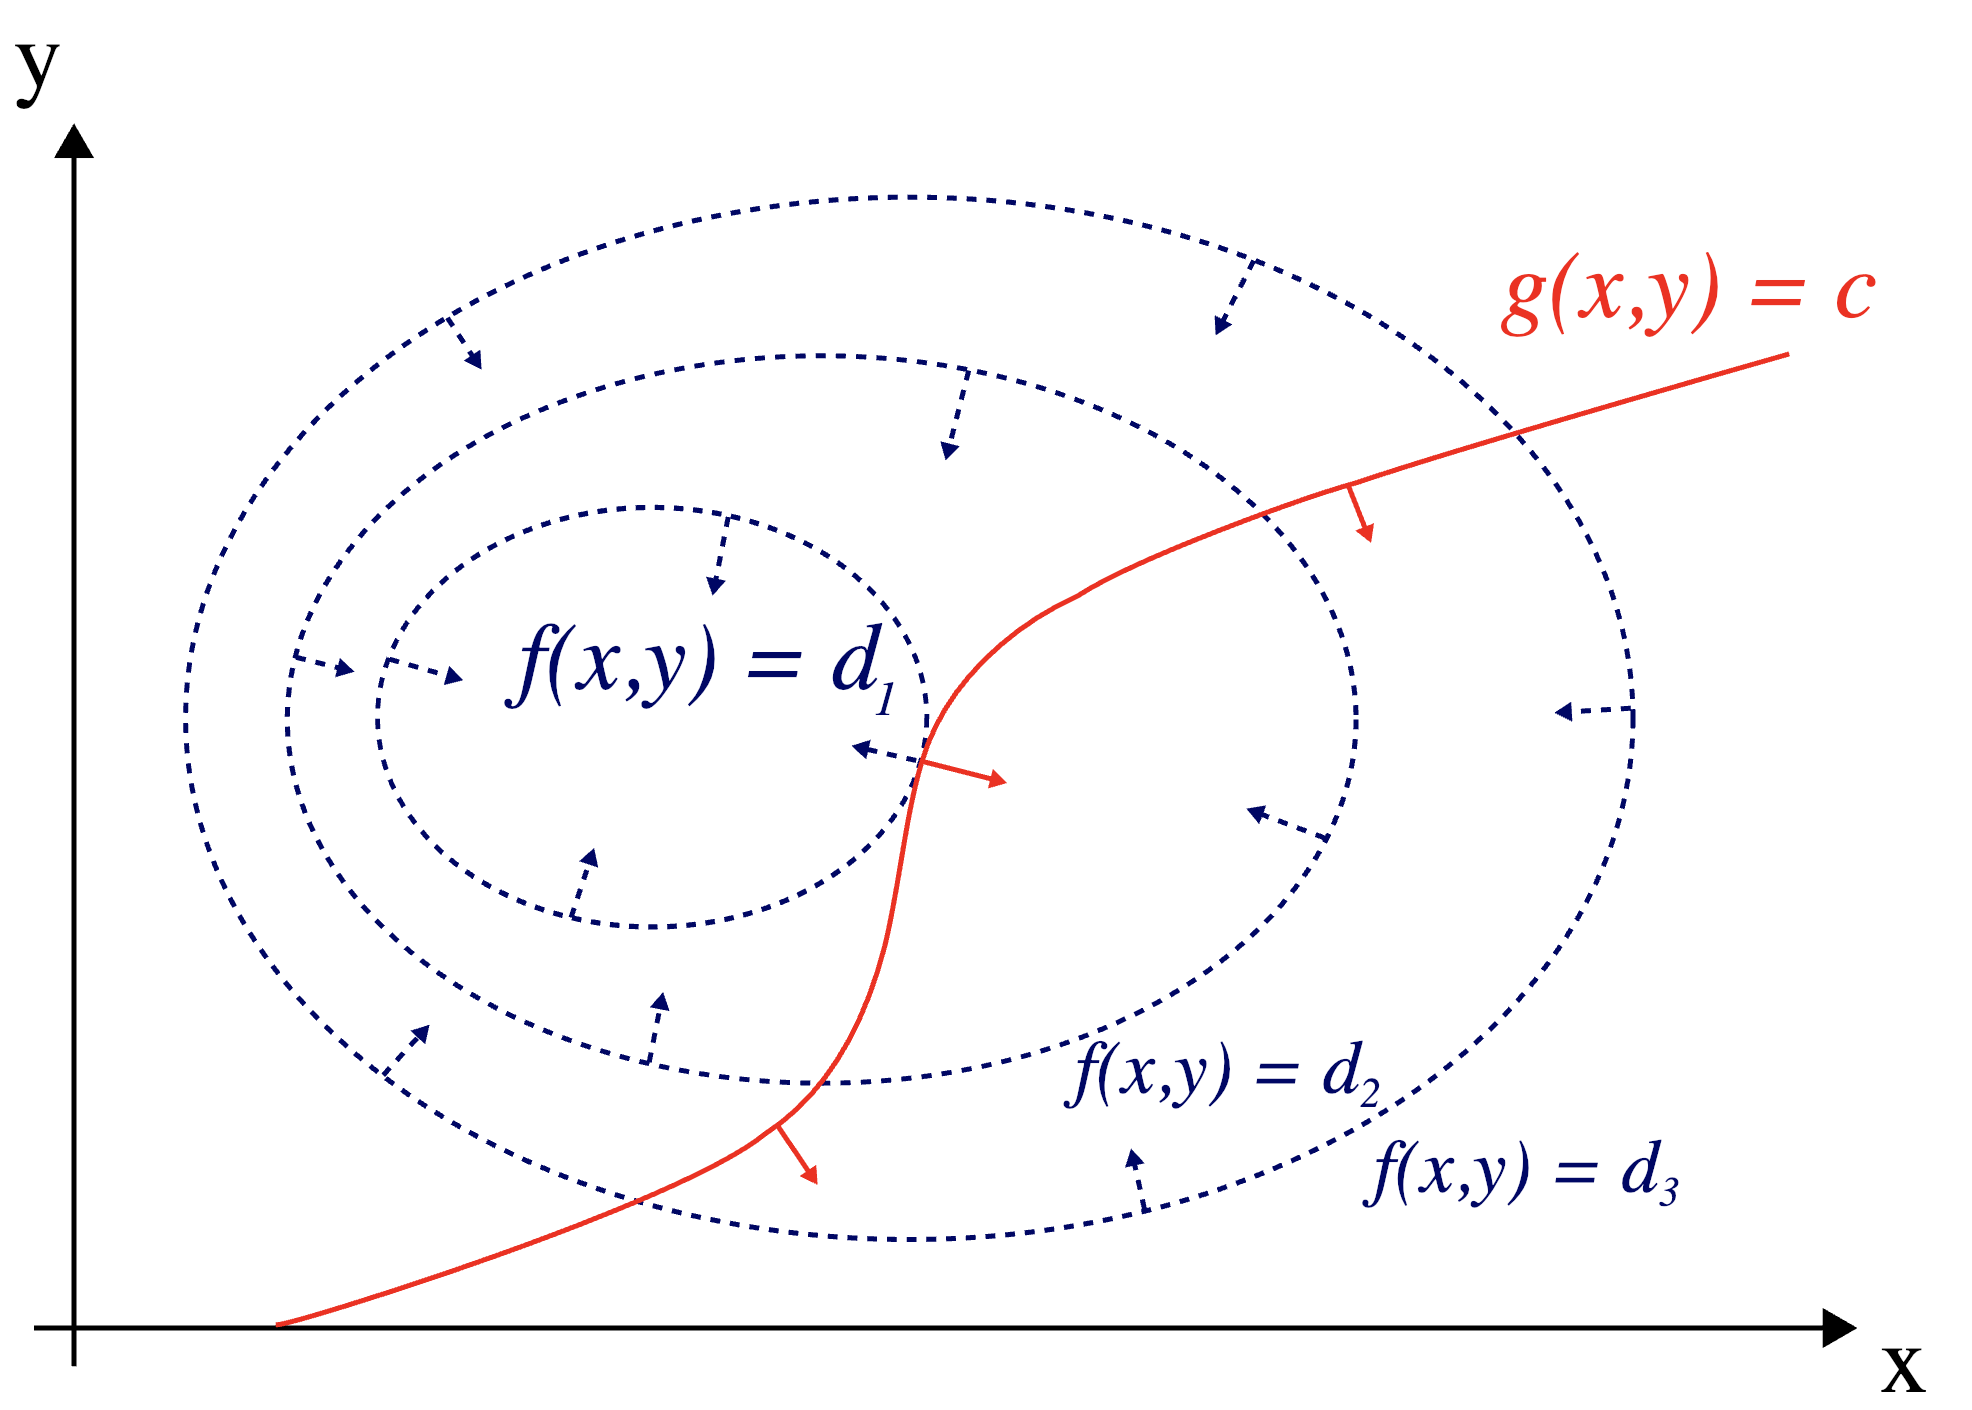 y
g(x,y) = c
f(x,y) = d₁
f(x,y) = d₂
f(x,y) = d₃
x